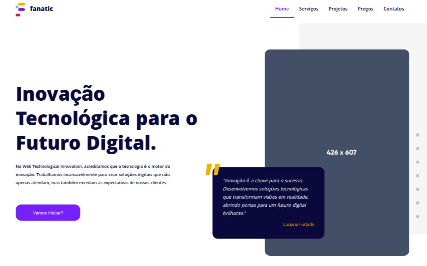 fanatic
Home Serviços Projetos Preços Contatos
Inovação
Tecnológica para o
Futuro Digital.
Na Web Technological Innovation, acreditamos que a tecnologia é o motor da
inovação. Trabalhamos incansavelmente para criar soluções digitais que não
apenas atendam, mas também excedam as expectativas de nossos clientes.
Vamos Iniciar?
426 x 607
"Inovação é a chave para o sucesso.
Desenvolvemos soluções tecnológicas
que transformam visões em realidade,
abrindo portas para um futuro digital
brilhante."